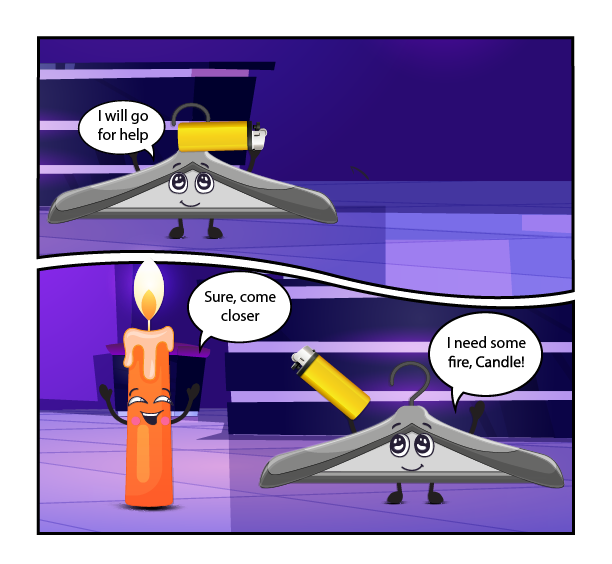 I will go
for help
Sure, come
closer
I need some
fire, Candle!